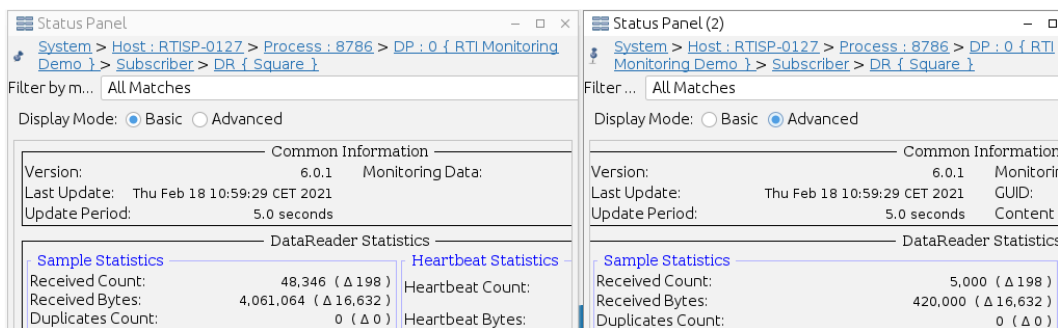 Status Panel
System > Host : RTISP-0127 > Process : 8786 > DP : 0 { RTI Monitoring
Demo } > Subscriber > DR { Square }
Filter by m... All Matches
Display Mode: Basic Advanced
Common Information
Version: 6.0.1 Monitoring Data:
Last Update: Thu Feb 18 10:59:29 CET 2021
Update Period: 5.0 seconds
DataReader Statistics
Sample Statistics Heartbeat Statistics
Received Count: 48,346 ( Δ 198 ) Heartbeat Count:
Received Bytes: 4,061,064 ( Δ 16,632 )
Duplicates Count: 0 ( Δ 0 ) Heartbeat Bytes:
Status Panel (2)
System > Host : RTISP-0127 > Process : 8786 > DP : 0 { RTI
Monitoring Demo } > Subscriber > DR { Square }
Filter ... All Matches
Display Mode: Basic Advanced
Common Information
Version: 6.0.1 Monitorin
Last Update: Thu Feb 18 10:59:29 CET 2021 GUID:
Update Period: 5.0 seconds Content
DataReader Statistics
Sample Statistics
Received Count: 5,000 ( Δ 198 )
Received Bytes: 420,000 ( Δ 16,632 )
Duplicates Count: 0 ( Δ 0 )